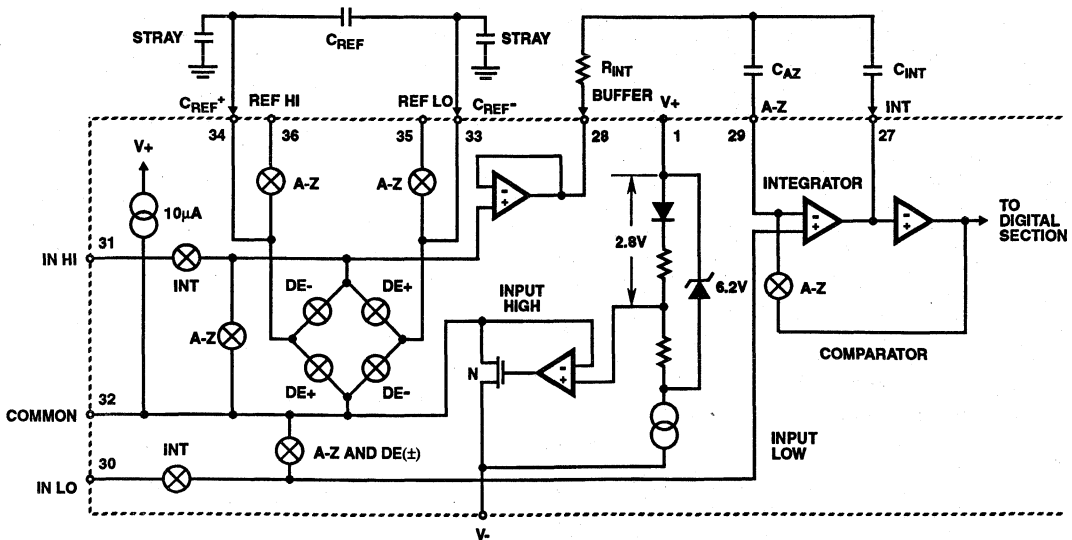 STRAY
C_REF
STRAY
R_INT
C_AZ
C_INT
C_REF+
REF HI
REF LO
C_REF-
BUFFER
V+
A-Z
INT
34
36
35
33
28
1
29
27
V+
A-Z
A-Z
INTEGRATOR
10µA
2.8V
TO
DIGITAL
SECTION
31
IN HI
INT
DE-
DE+
INPUT
HIGH
6.2V
A-Z
A-Z
COMPARATOR
N
DE+
DE-
32
COMMON
INT
A-Z AND DE(±)
INPUT
LOW
30
IN LO
V-
-
+
-
+
-
+
-